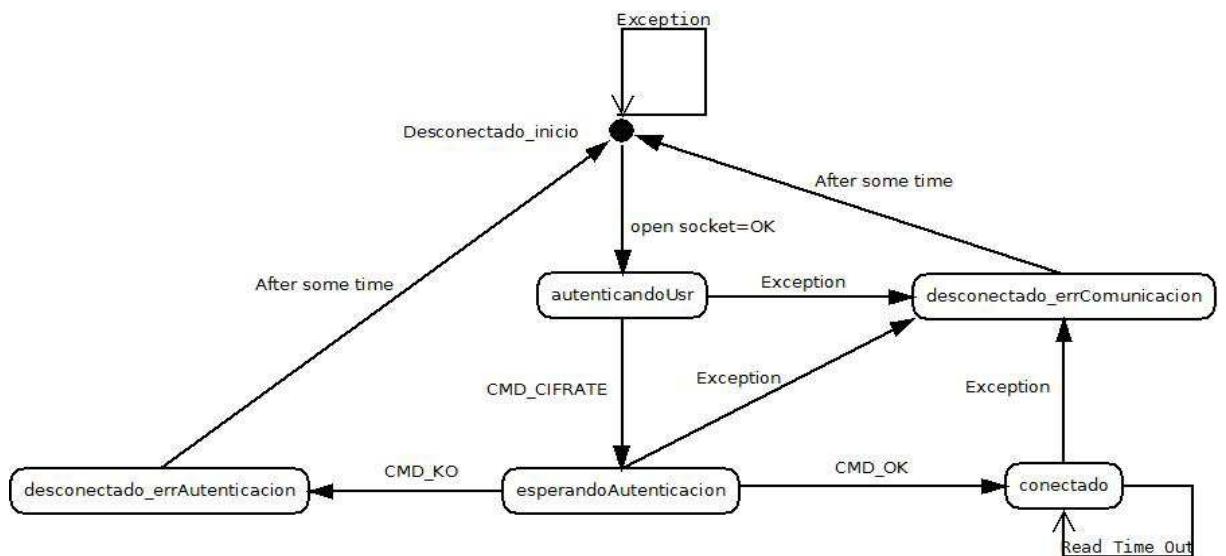 Exception
Desconectado_inicio
After some time
open socket=OK
After some time
autenticandoUsr
Exception
desconectado_errComunicacion
CMD_CIFRATE
Exception
Exception
desconectado_errAutenticacion
CMD_KO
esperandoAutenticacion
CMD_OK
conectado
Read Time Out